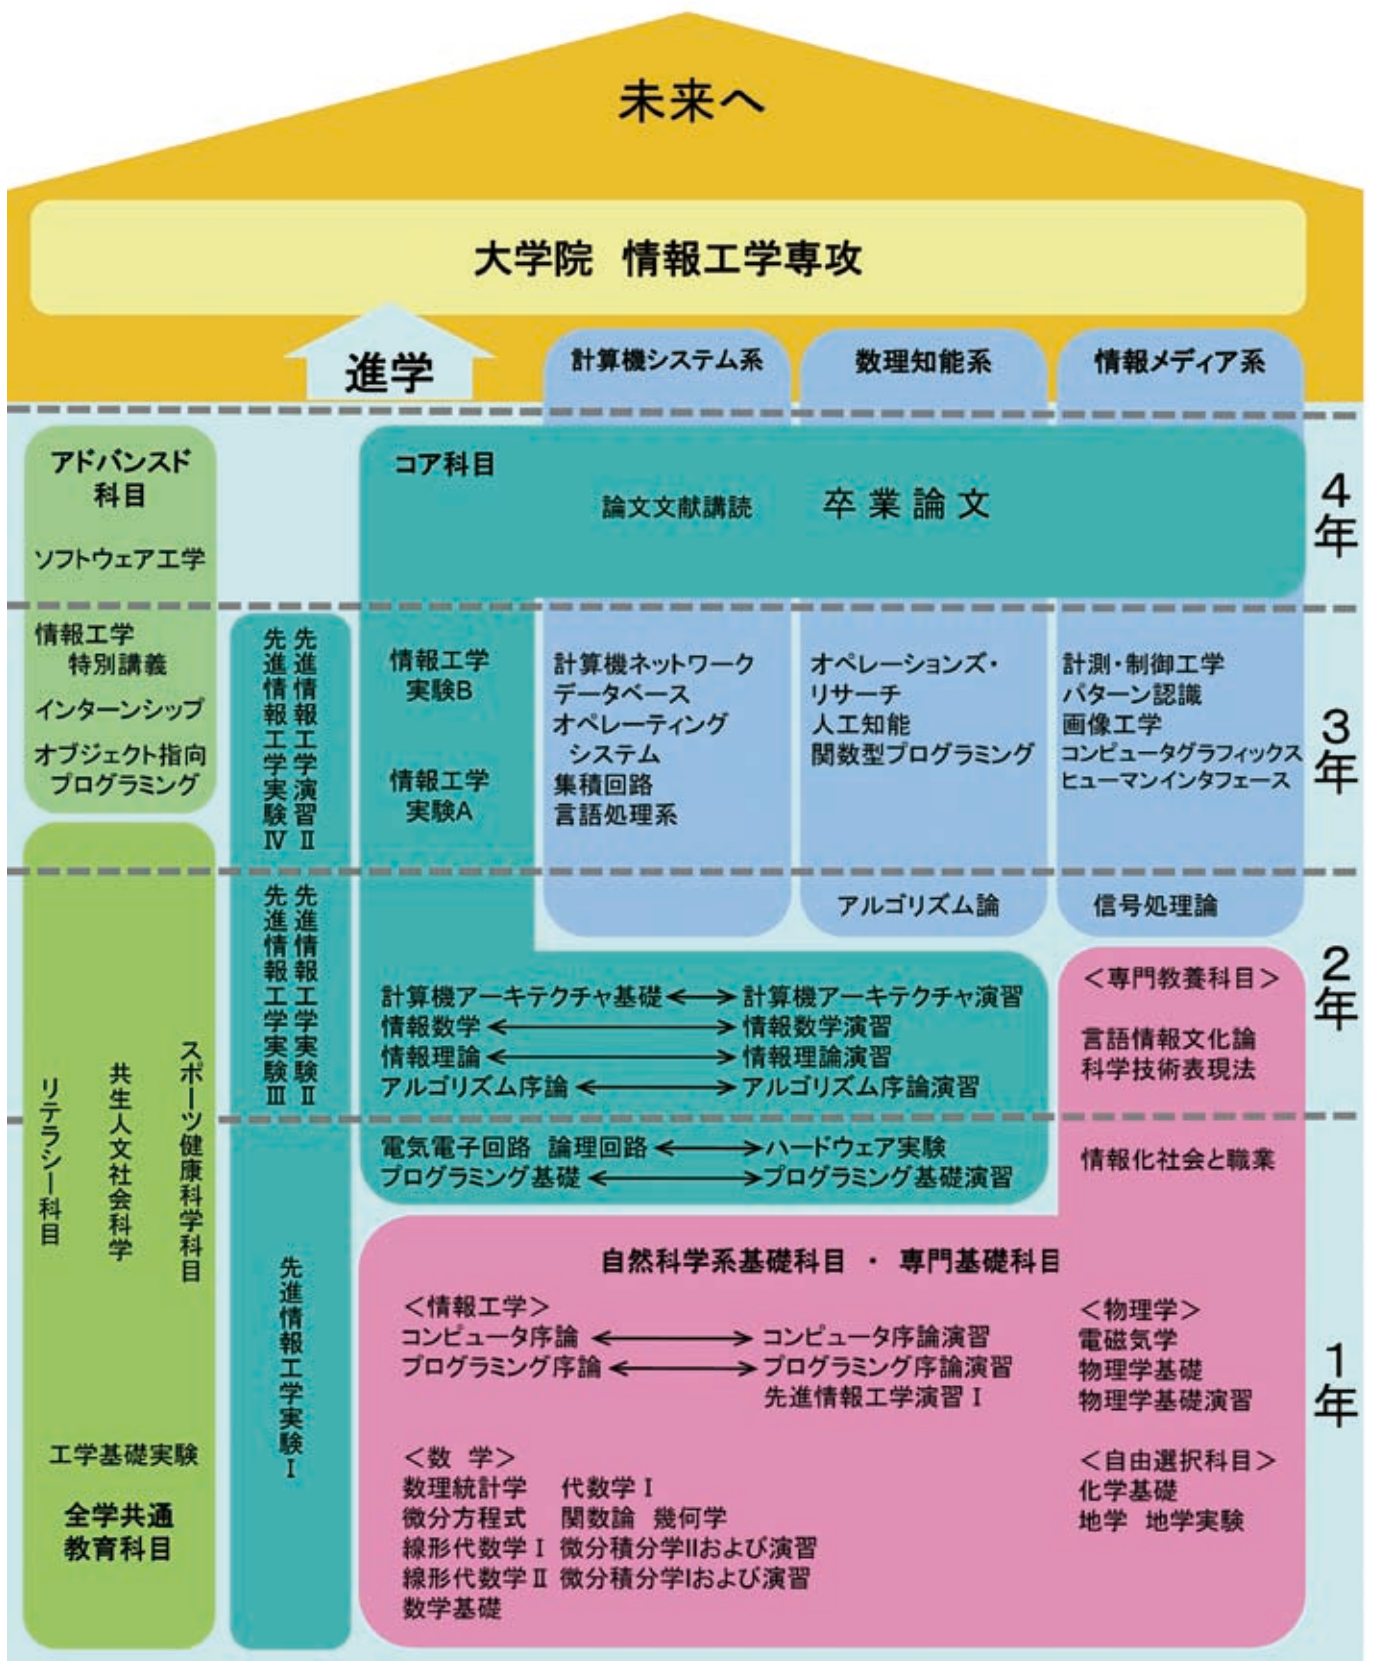 未来へ
大学院 情報工学専攻
進学
計算機システム系
数理知能系
情報メディア系
アドバンスド
科目
ソフトウェア工学
情報工学
特別講義
インターンシップ
オブジェクト指向
プログラミング
コア科目
論文文献講読
卒業論文
4年
先進情報工学演習Ⅱ
先進情報工学実験Ⅳ
情報工学
実験B
情報工学
実験A
計算機ネットワーク
データベース
オペレーティング
システム
集積回路
言語処理系
オペレーションズ・
リサーチ
人工知能
関数型プログラミング
計測・制御工学
パターン認識
画像工学
コンピュータグラフィックス
ヒューマンインタフェース
3年
先進情報工学実験Ⅱ
先進情報工学実験Ⅲ
アルゴリズム論
信号処理論
計算機アーキテクチャ基礎 ⟷ 計算機アーキテクチャ演習
情報数学 ⟷ 情報数学演習
情報理論 ⟷ 情報理論演習
アルゴリズム序論 ⟷ アルゴリズム序論演習
<専門教養科目>
言語情報文化論
科学技術表現法
2年
電気電子回路 論理回路 ⟷ ハードウェア実験
プログラミング基礎 ⟷ プログラミング基礎演習
情報化社会と職業
スポーツ健康科学科目
共生人文社会科学
リテラシー科目
工学基礎実験
全学共通
教育科目
先進情報工学実験Ⅰ
自然科学系基礎科目 ・ 専門基礎科目
<情報工学>
コンピュータ序論 ⟷ コンピュータ序論演習
プログラミング序論 ⟷ プログラミング序論演習
先進情報工学演習Ⅰ
<数 学>
数理統計学 代数学Ⅰ
微分方程式 関数論 幾何学
線形代数学Ⅰ 微分積分学IIおよび演習
線形代数学Ⅱ 微分積分学Iおよび演習
数学基礎
<物理学>
電磁気学
物理学基礎
物理学基礎演習
<自由選択科目>
化学基礎
地学 地学実験
1年